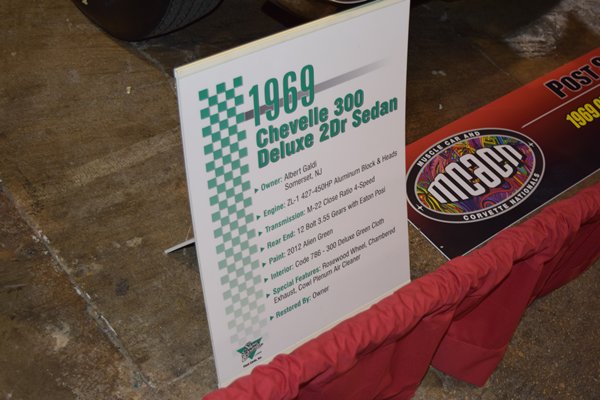 1969
Chevelle 300
Deluxe 2Dr Sedan
Owner: Albert Galdi
Somerset, NJ
Engine: ZL-1 427-450HP Aluminum Block & Heads
Transmission: M-22 Close Ratio 4-Speed
Rear End: 12 Bolt 3.55 Gears with Eaton Posi
Paint: 2012 Alien Green
Interior: Code 786 - 300 Deluxe Green Cloth
Special Features: Rosewood Wheel, Chambered
Exhaust, Cowl Plenum Air Cleaner
Restored By: Owner
POST
1969
MUSCLE CAR AND
mcacn
CORVETTE NATIONALS